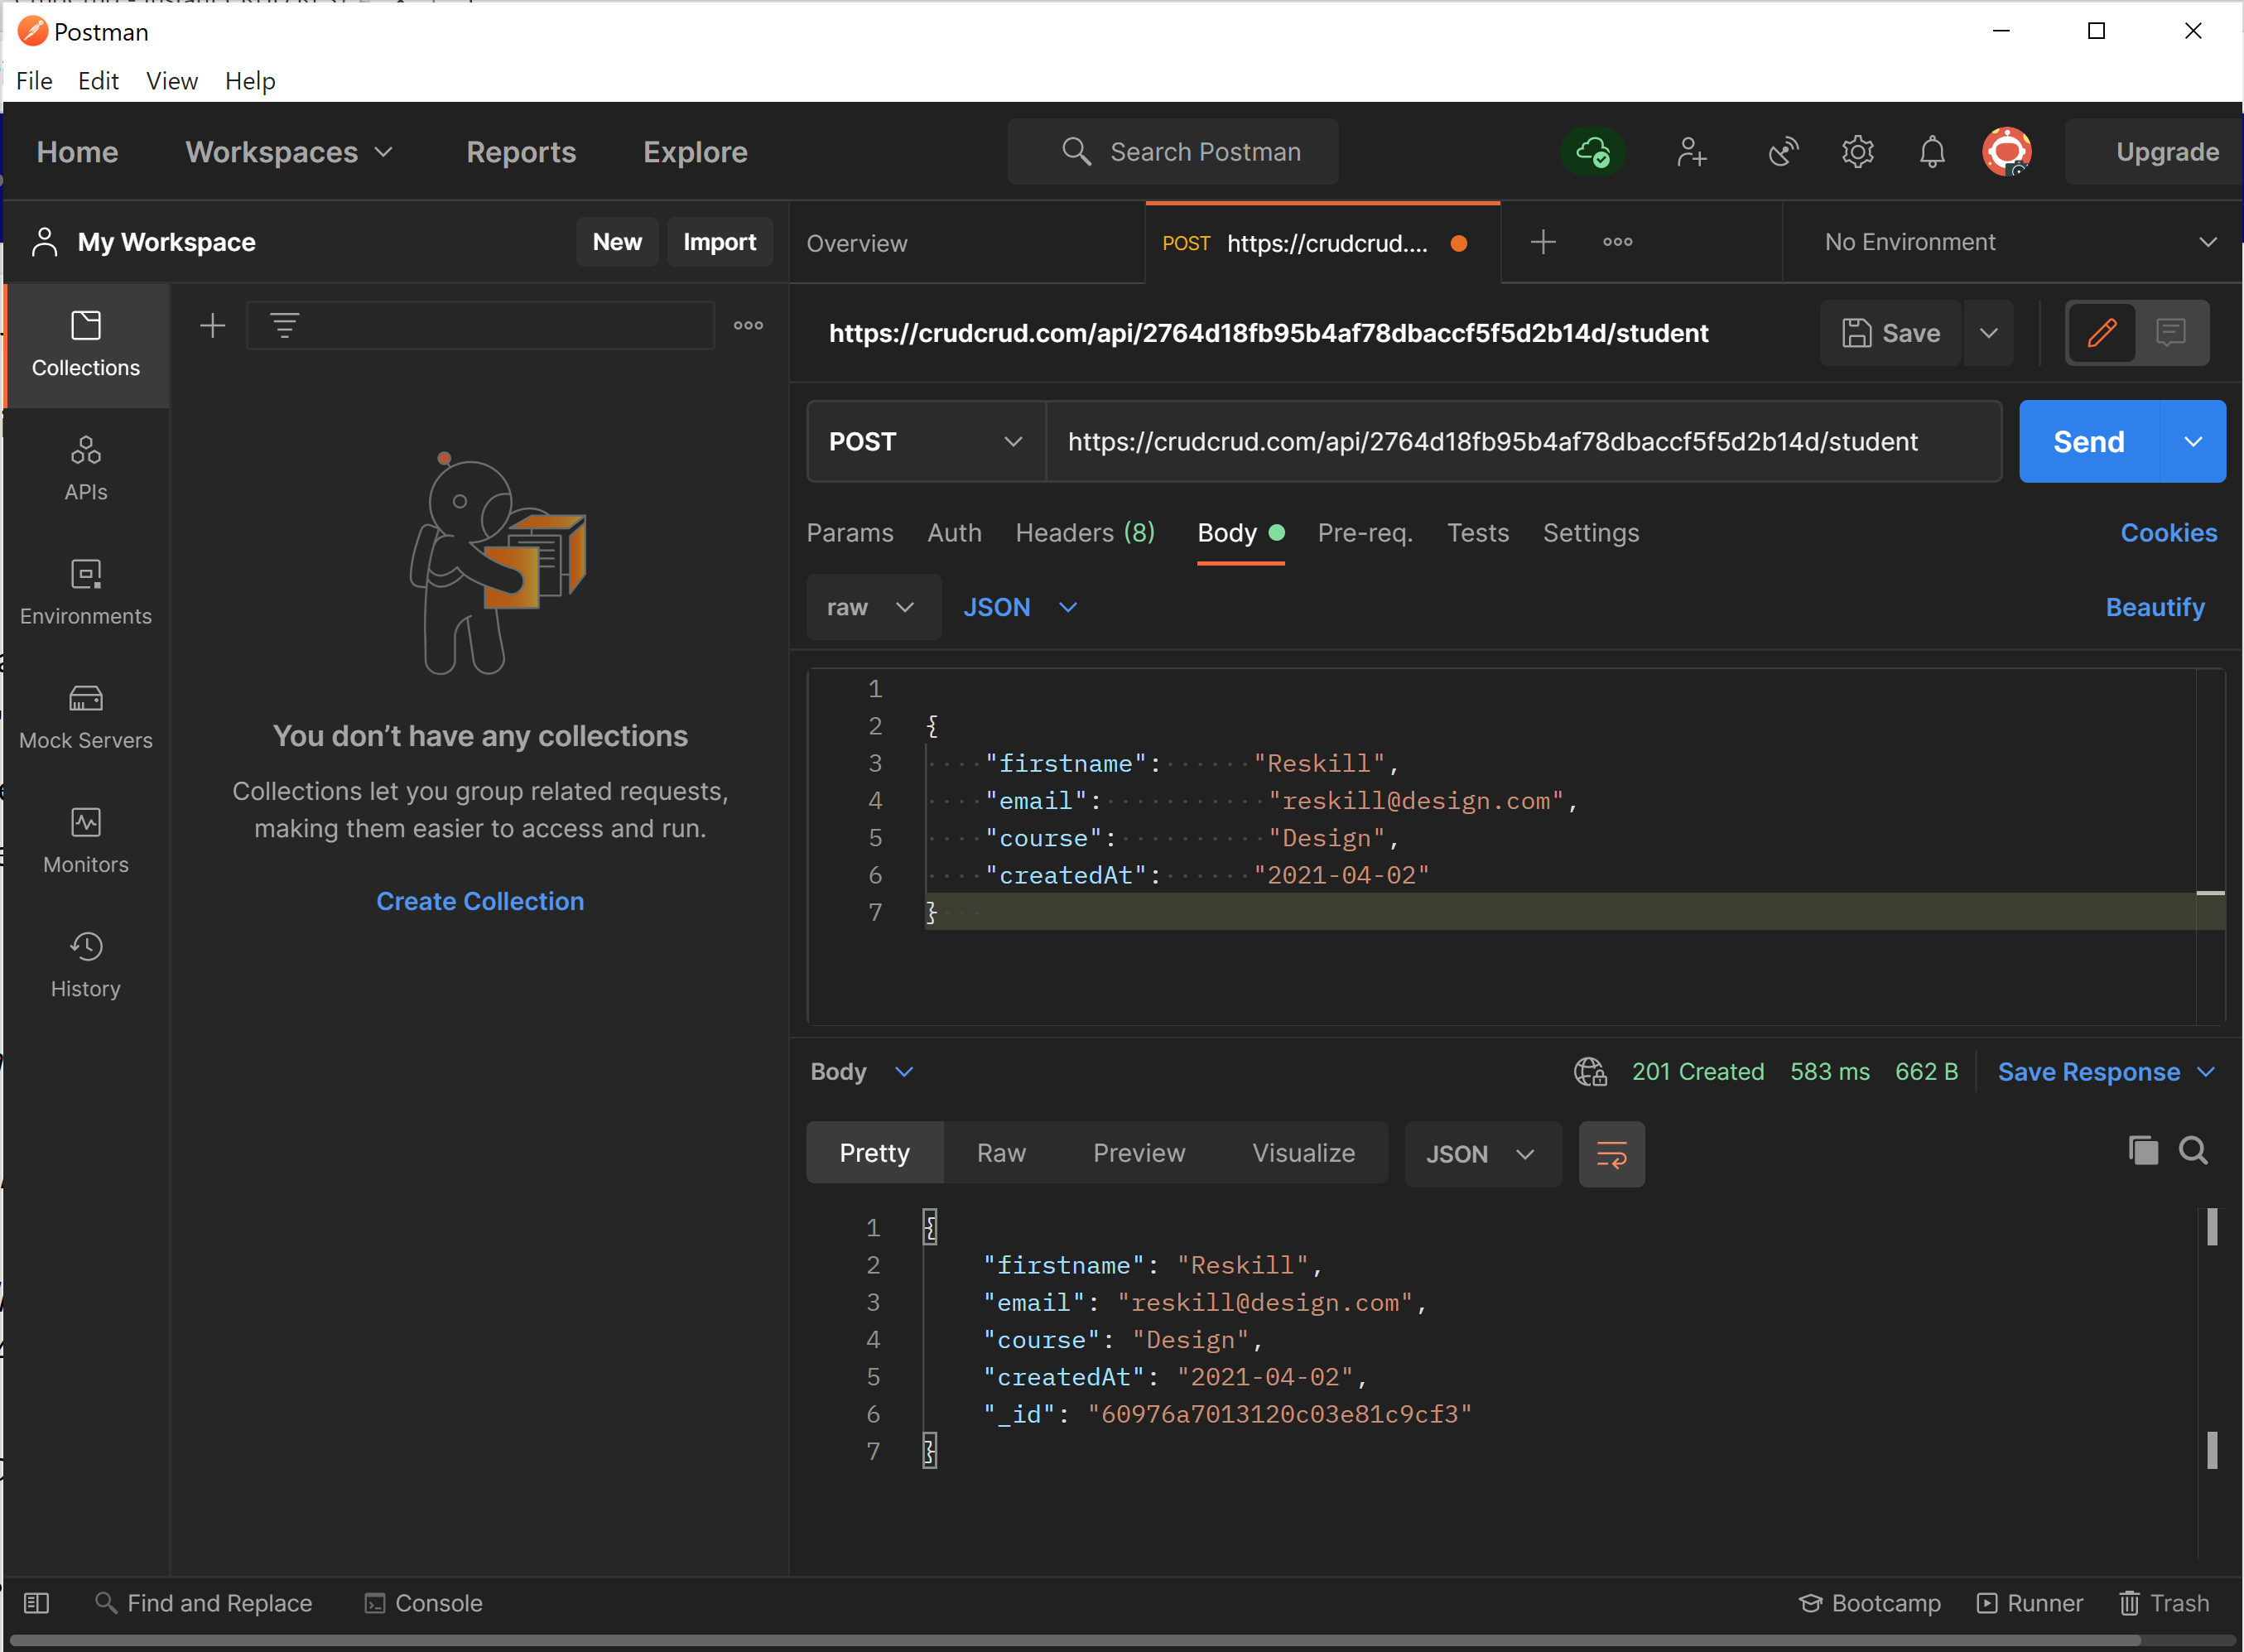 Postman
File Edit View Help
Home Workspaces Reports Explore Search Postman Upgrade
My Workspace New Import
Overview POST https://crudcrud.... No Environment
Collections
APIs
Environments
Mock Servers
Monitors
History
You don’t have any collections
Collections let you group related requests,
making them easier to access and run.
Create Collection
https://crudcrud.com/api/2764d18fb95b4af78dbaccf5f5d2b14d/student Save
POST https://crudcrud.com/api/2764d18fb95b4af78dbaccf5f5d2b14d/student Send
Params Auth Headers (8) Body Pre-req. Tests Settings Cookies
raw JSON Beautify
1
2 {
3 "firstname": "Reskill",
4 "email": "reskill@design.com",
5 "course": "Design",
6 "createdAt": "2021-04-02"
7 }
Body 201 Created 583 ms 662 B Save Response
Pretty Raw Preview Visualize JSON
1 {
2 "firstname": "Reskill",
3 "email": "reskill@design.com",
4 "course": "Design",
5 "createdAt": "2021-04-02",
6 "_id": "60976a7013120c03e81c9cf3"
7 }
Find and Replace Console Bootcamp Runner Trash